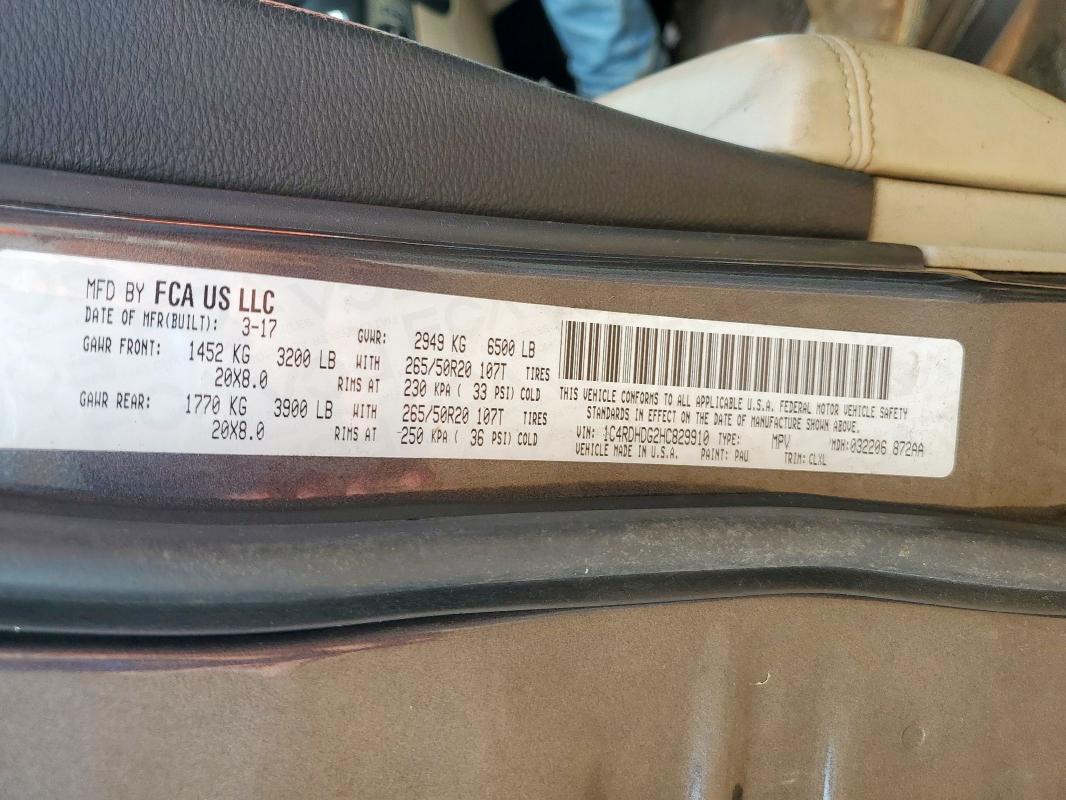 MFD BY FCA US LLC
DATE OF MFR(BUILT): 3-17
GVWR: 2949 KG 6500 LB
GAWR FRONT: 1452 KG 3200 LB WITH 265/50R20 107T TIRES
20X8.0 RIMS AT 230 KPA ( 33 PSI) COLD
GAWR REAR: 1770 KG 3900 LB WITH 265/50R20 107T TIRES
20X8.0 RIMS AT 250 KPA ( 36 PSI) COLD
THIS VEHICLE CONFORMS TO ALL APPLICABLE U.S.A. FEDERAL MOTOR VEHICLE SAFETY
STANDARDS IN EFFECT ON THE DATE OF MANUFACTURE SHOWN ABOVE.
VIN: 1C4RDHDG2HC829910 TYPE: MPV MDH:032206 872AA
VEHICLE MADE IN U.S.A. PAINT: PAU TRIM: CLXL